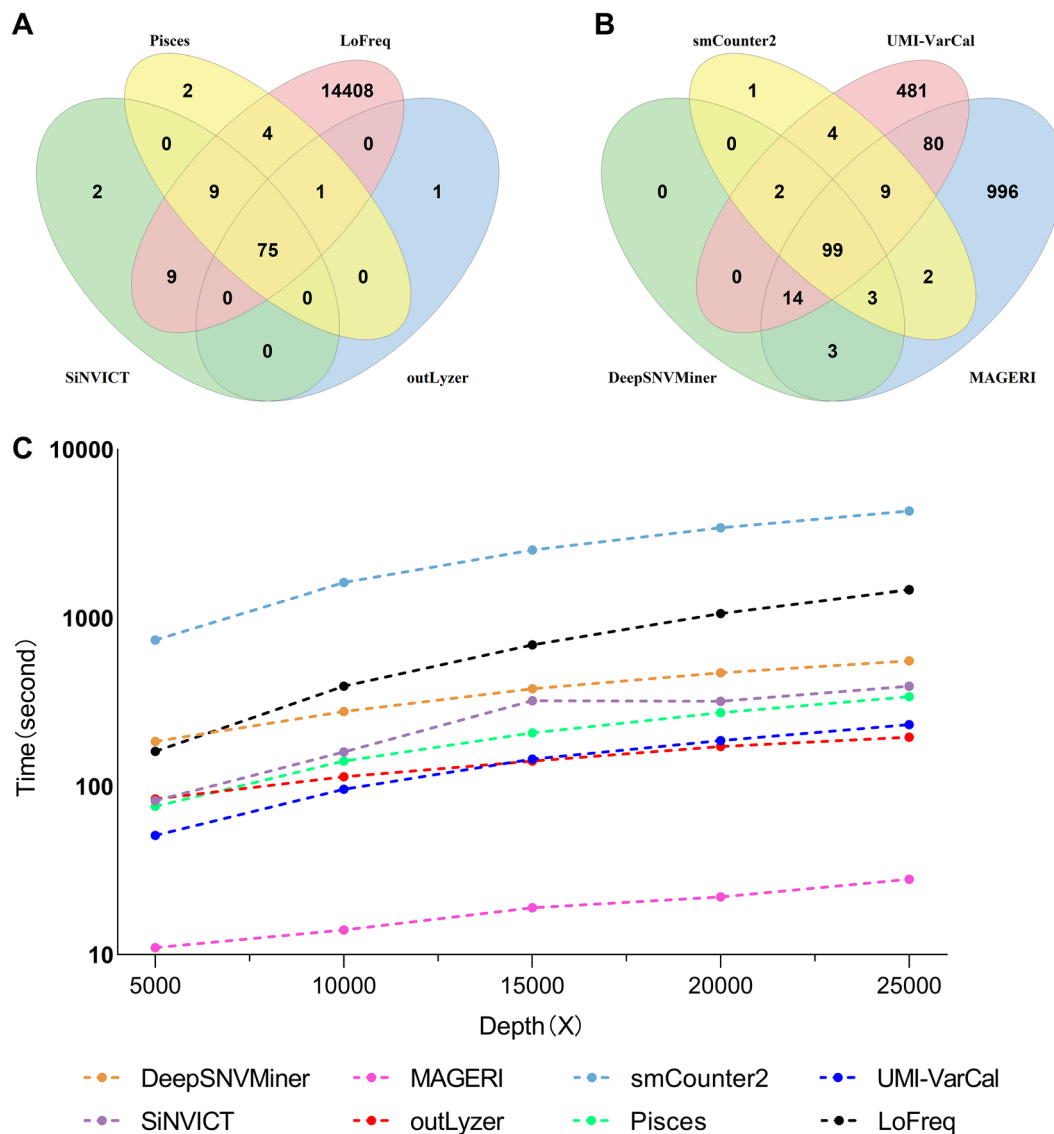 A
B
Pisces
LoFreq
smCounter2
UMI-VarCal
2
14408
1
481
4
4
0
0
0
80
2
9
1
1
0
2
9
996
75
99
9
0
0
2
0
0
14
3
0
3
SiNVICT
outLyzer
DeepSNVMiner
MAGERI
C
10000
1000
100
10
Time(second)
5000 10000 15000 20000 25000
Depth(X)
DeepSNVMiner MAGERI smCounter2 UMI-VarCal
SiNVICT outLyzer Pisces LoFreq